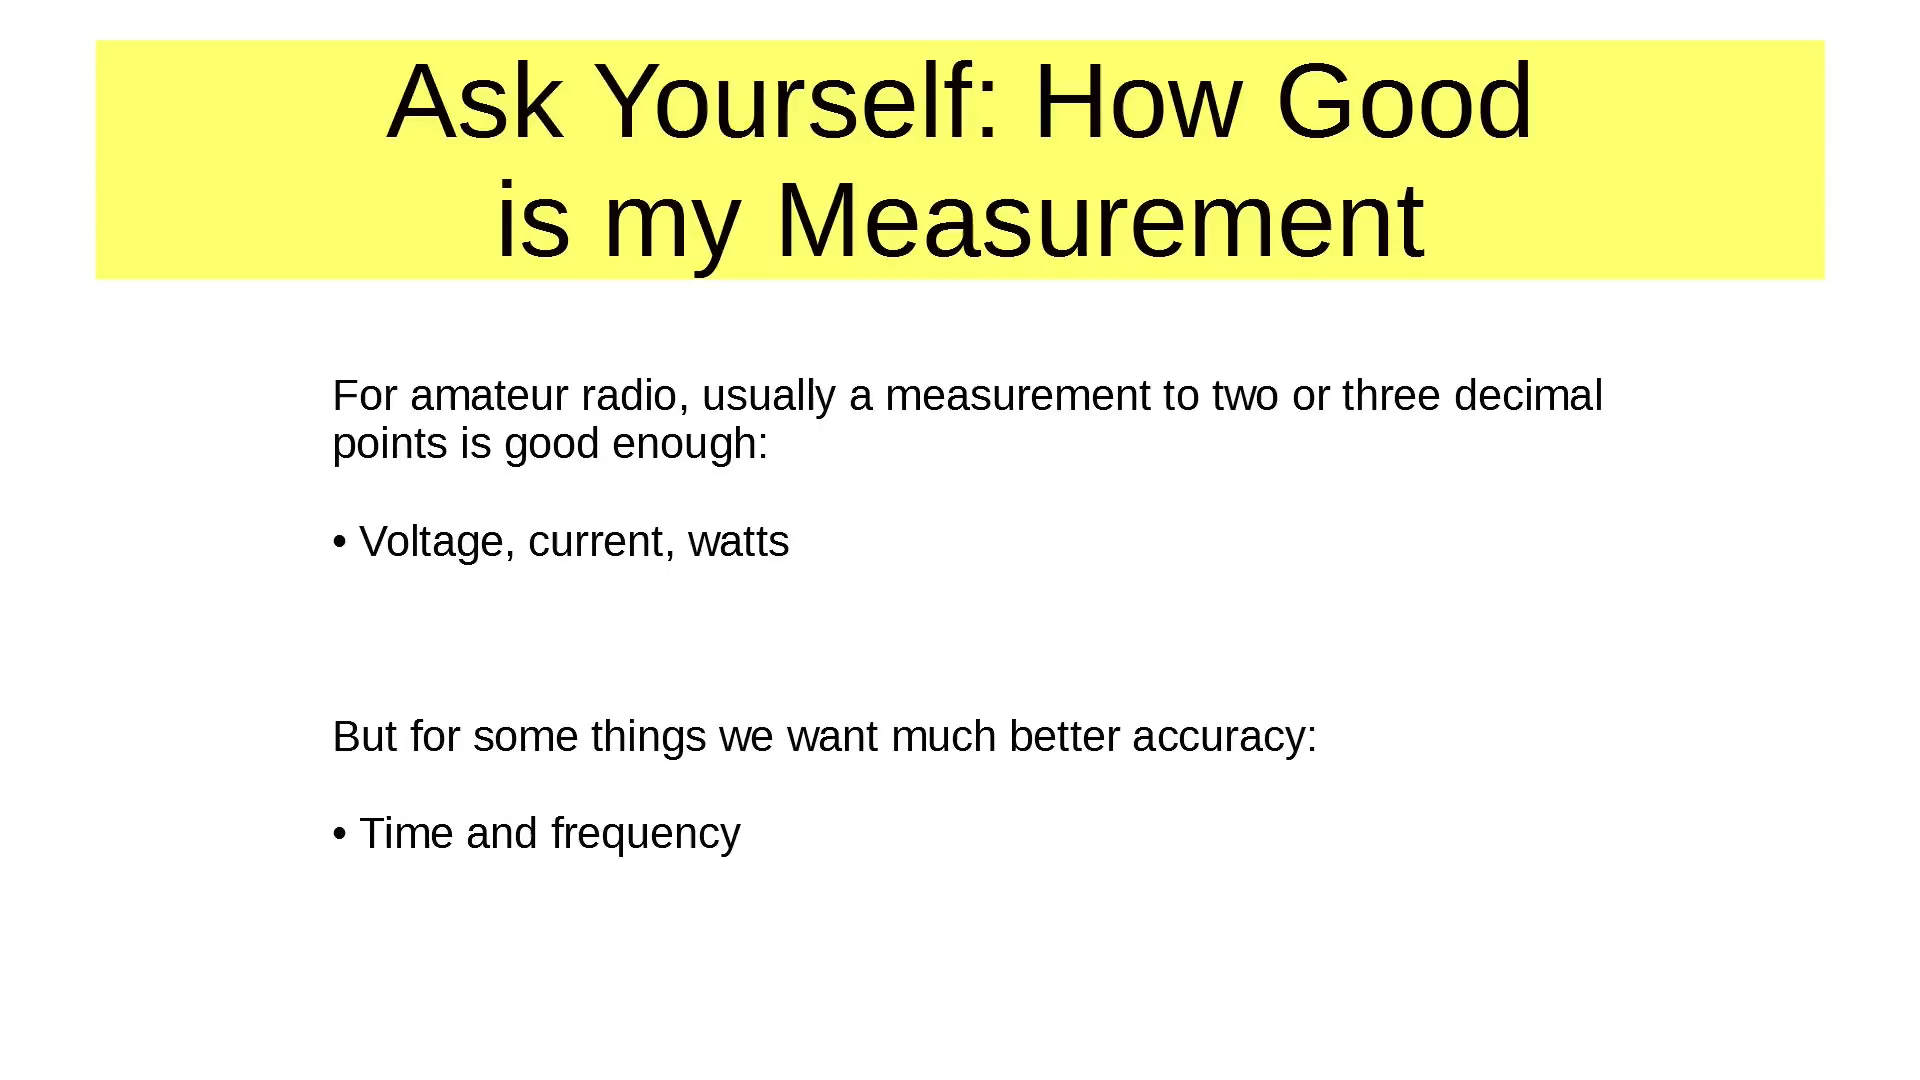 Ask Yourself: How Good
is my Measurement
For amateur radio, usually a measurement to two or three decimal
points is good enough:
• Voltage, current, watts
But for some things we want much better accuracy:
• Time and frequency